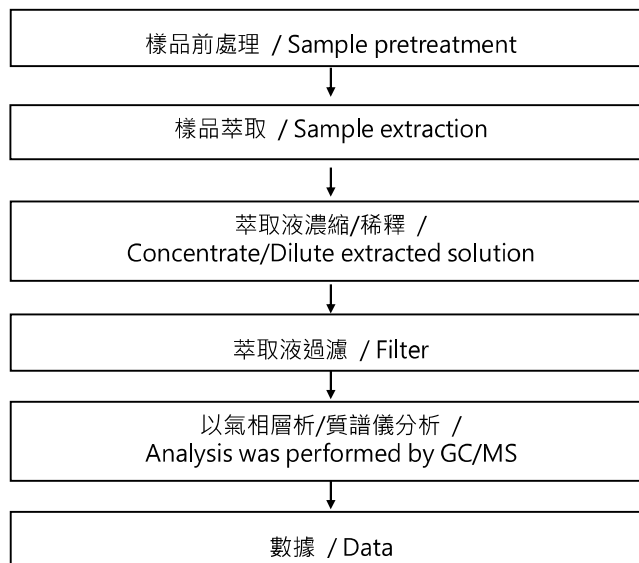 樣品前處理 / Sample pretreatment
樣品萃取 / Sample extraction
萃取液濃縮/稀釋 /
Concentrate/Dilute extracted solution
萃取液過濾 / Filter
以氣相層析/質譜儀分析 /
Analysis was performed by GC/MS
數據 / Data